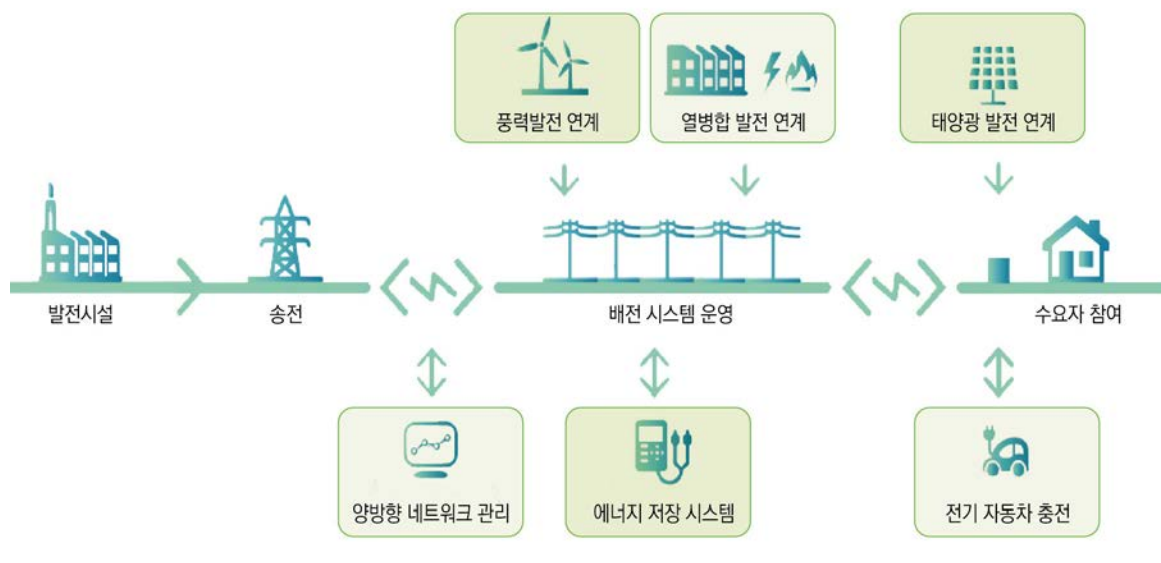 풍력발전 연계
열병합 발전 연계
태양광 발전 연계
발전시설
송전
배전 시스템 운영
수요자 참여
양방향 네트워크 관리
에너지 저장 시스템
전기 자동차 충전